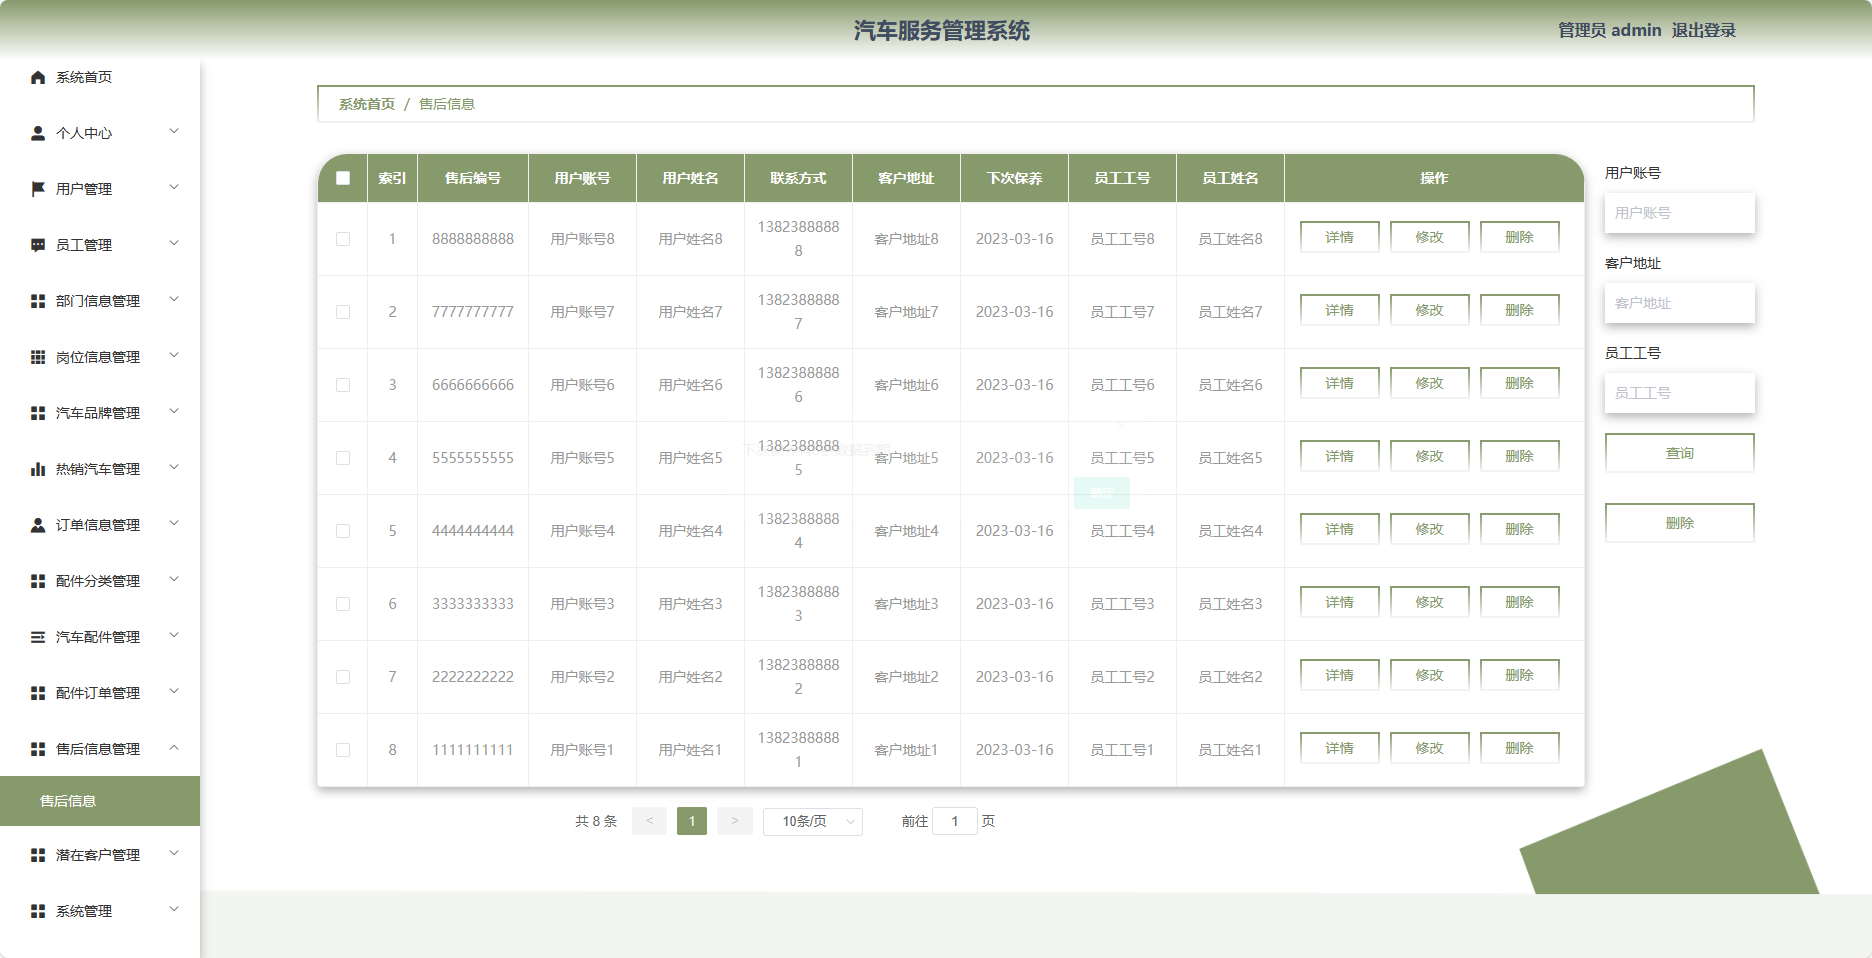 汽车服务管理系统
管理员 admin 退出登录
系统首页
个人中心
用户管理
员工管理
部门信息管理
岗位信息管理
汽车品牌管理
热销汽车管理
订单信息管理
配件分类管理
汽车配件管理
配件订单管理
售后信息管理
售后信息
潜在客户管理
系统管理
系统首页 / 售后信息
索引 售后编号 用户账号 用户姓名 联系方式 客户地址 下次保养 员工工号 员工姓名 操作
1 8888888888 用户账号8 用户姓名8 13823888888 客户地址8 2023-03-16 员工工号8 员工姓名8 详情 修改 删除
2 7777777777 用户账号7 用户姓名7 13823888887 客户地址7 2023-03-16 员工工号7 员工姓名7 详情 修改 删除
3 6666666666 用户账号6 用户姓名6 13823888886 客户地址6 2023-03-16 员工工号6 员工姓名6 详情 修改 删除
4 5555555555 用户账号5 用户姓名5 13823888885 客户地址5 2023-03-16 员工工号5 员工姓名5 详情 修改 删除
确定
5 4444444444 用户账号4 用户姓名4 13823888884 客户地址4 2023-03-16 员工工号4 员工姓名4 详情 修改 删除
6 3333333333 用户账号3 用户姓名3 13823888883 客户地址3 2023-03-16 员工工号3 员工姓名3 详情 修改 删除
7 2222222222 用户账号2 用户姓名2 13823888882 客户地址2 2023-03-16 员工工号2 员工姓名2 详情 修改 删除
8 1111111111 用户账号1 用户姓名1 13823888881 客户地址1 2023-03-16 员工工号1 员工姓名1 详情 修改 删除
共 8 条 < 1 > 10条/页 前往 1 页
用户账号
用户账号
客户地址
客户地址
员工工号
员工工号
查询
删除